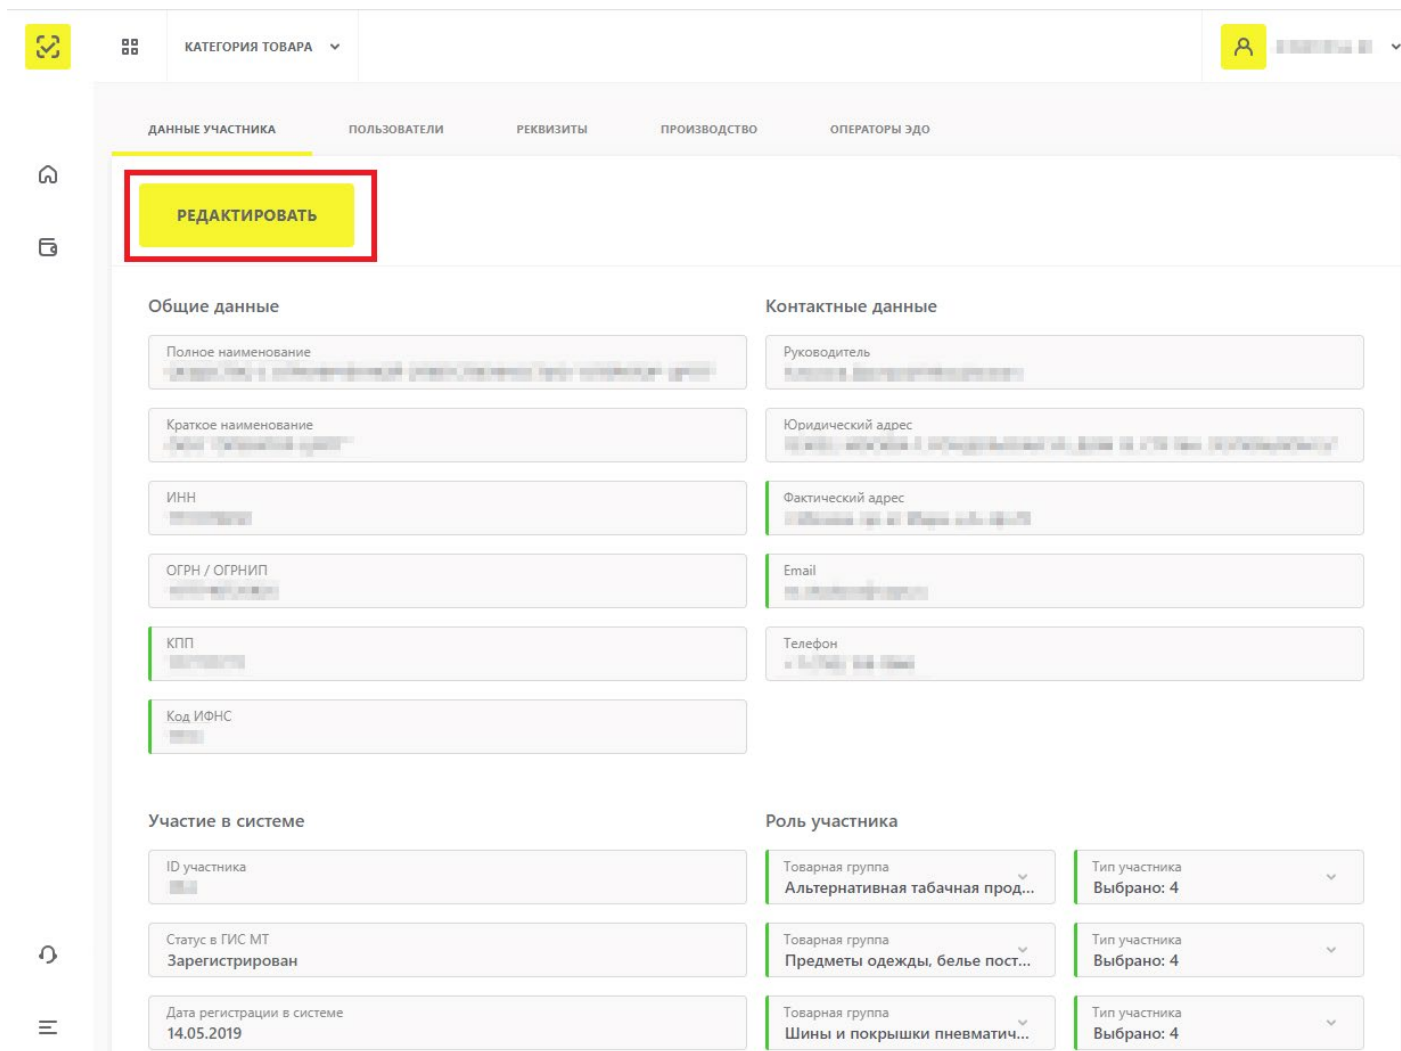 КАТЕГОРИЯ ТОВАРА
ДАННЫЕ УЧАСТНИКА
ПОЛЬЗОВАТЕЛИ
РЕКВИЗИТЫ
ПРОИЗВОДСТВО
ОПЕРАТОРЫ ЭДО
РЕДАКТИРОВАТЬ
Общие данные
Полное наименование
Краткое наименование
ИНН
ОГРН / ОГРНИП
КПП
Код ИФНС
Контактные данные
Руководитель
Юридический адрес
Фактический адрес
Email
Телефон
Участие в системе
ID участника
Статус в ГИС МТ
Зарегистрирован
Дата регистрации в системе
14.05.2019
Роль участника
Товарная группа
Альтернативная табачная прод...
Тип участника
Выбрано: 4
Товарная группа
Предметы одежды, белье пост...
Тип участника
Выбрано: 4
Товарная группа
Шины и покрышки пневматич...
Тип участника
Выбрано: 4